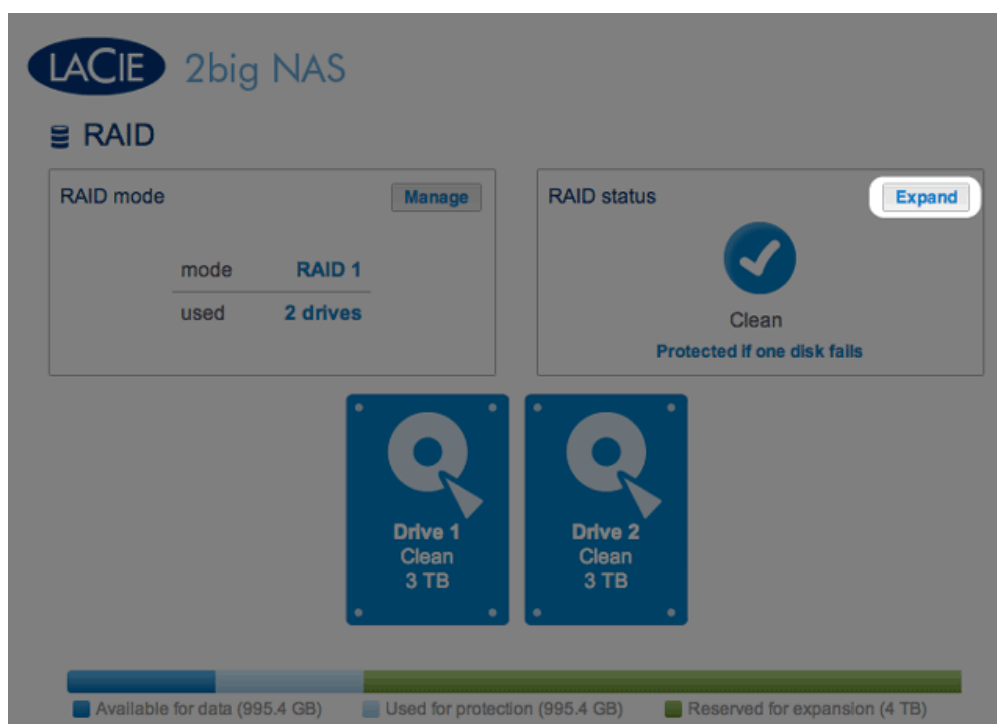 LACIE 2big NAS
RAID
RAID mode Manage
mode RAID 1
used 2 drives
RAID status Expand
Clean
Protected if one disk fails
Drive 1
Clean
3 TB
Drive 2
Clean
3 TB
Available for data (995.4 GB) Used for protection (995.4 GB) Reserved for expansion (4 TB)